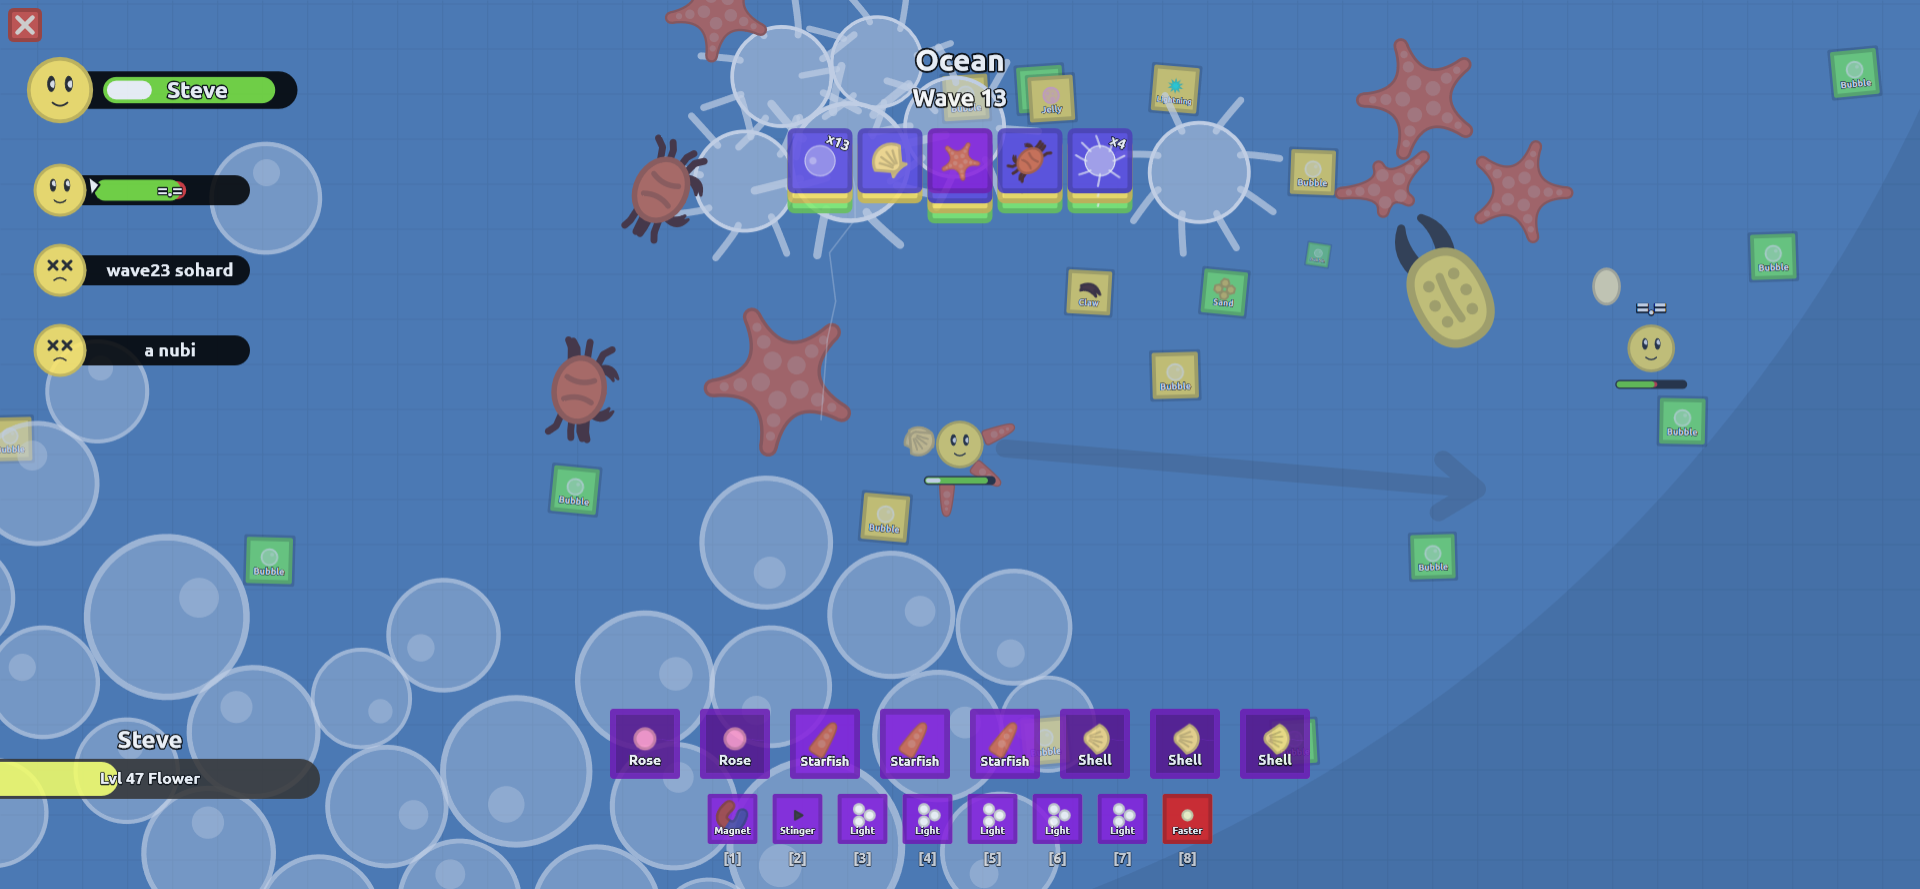 Ocean
Wave 13
Steve
=.=
wave23 sohard
a nubi
x13
x4
Jelly
Lightning
Bubble
Bubble
Bubble
Claw
Sand
=.=
Bubble
Bubble
Bubble
Bubble
Bubble
Bubble
Bubble
Steve
Lvl 47 Flower
Rose
Rose
Starfish
Starfish
Starfish
Shell
Shell
Shell
Magnet
Stinger
Light
Light
Light
Light
Light
Faster
[1]
[2]
[3]
[4]
[5]
[6]
[7]
[8]